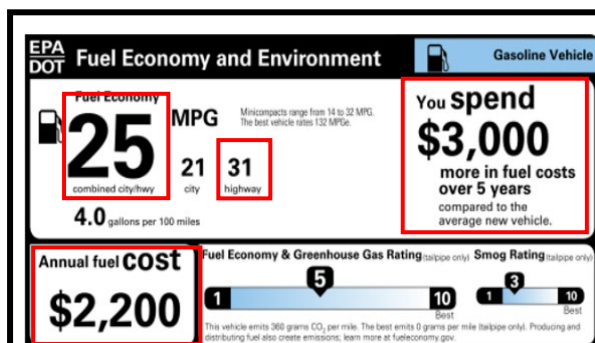 EPA
DOT
Fuel Economy and Environment
Gasoline Vehicle
Fuel Economy
25
MPG
combined city/hwy
21
city
31
highway
Minicompacts range from 14 to 32 MPG.
The best vehicle rates 132 MPGe.
4.0 gallons per 100 miles
You spend
$3,000
more in fuel costs
over 5 years
compared to the
average new vehicle.
Annual fuel cost
$2,200
Fuel Economy & Greenhouse Gas Rating (tailpipe only)
1
5
10
Best
Smog Rating (tailpipe only)
1
3
10
Best
This vehicle emits 360 grams CO₂ per mile. The best emits 0 grams per mile (tailpipe only). Producing and
distributing fuel also create emissions; learn more at fueleconomy.gov.